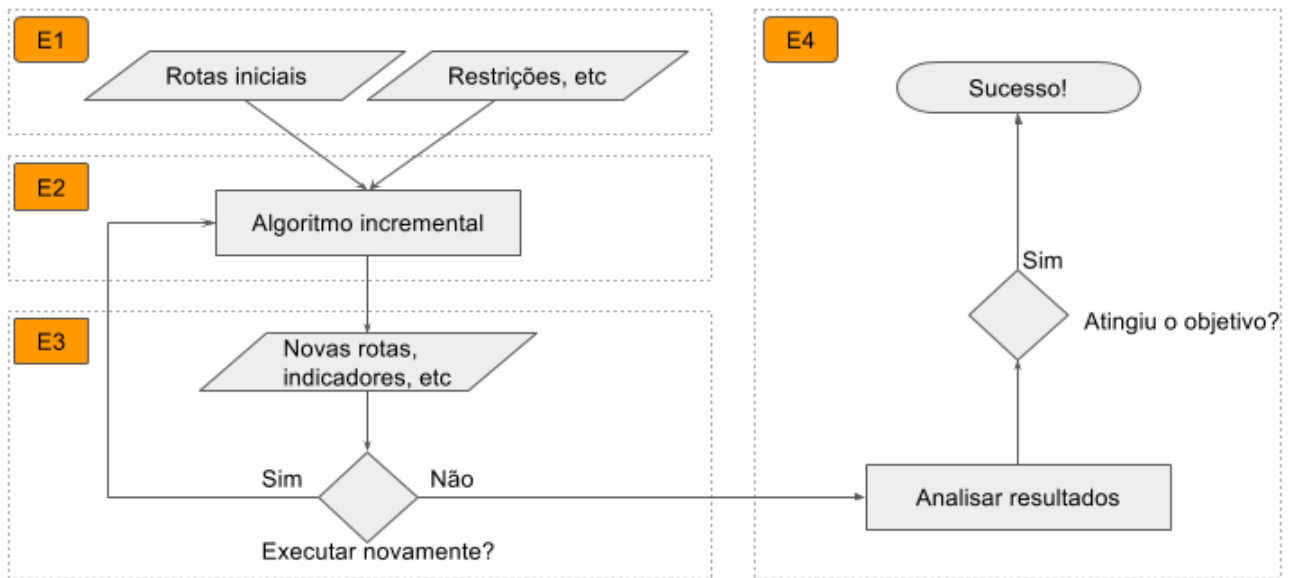 E1
Rotas iniciais
Restrições, etc
E2
Algoritmo incremental
E3
Novas rotas,
indicadores, etc
Sim
Não
Executar novamente?
E4
Sucesso!
Sim
Atingiu o objetivo?
Analisar resultados